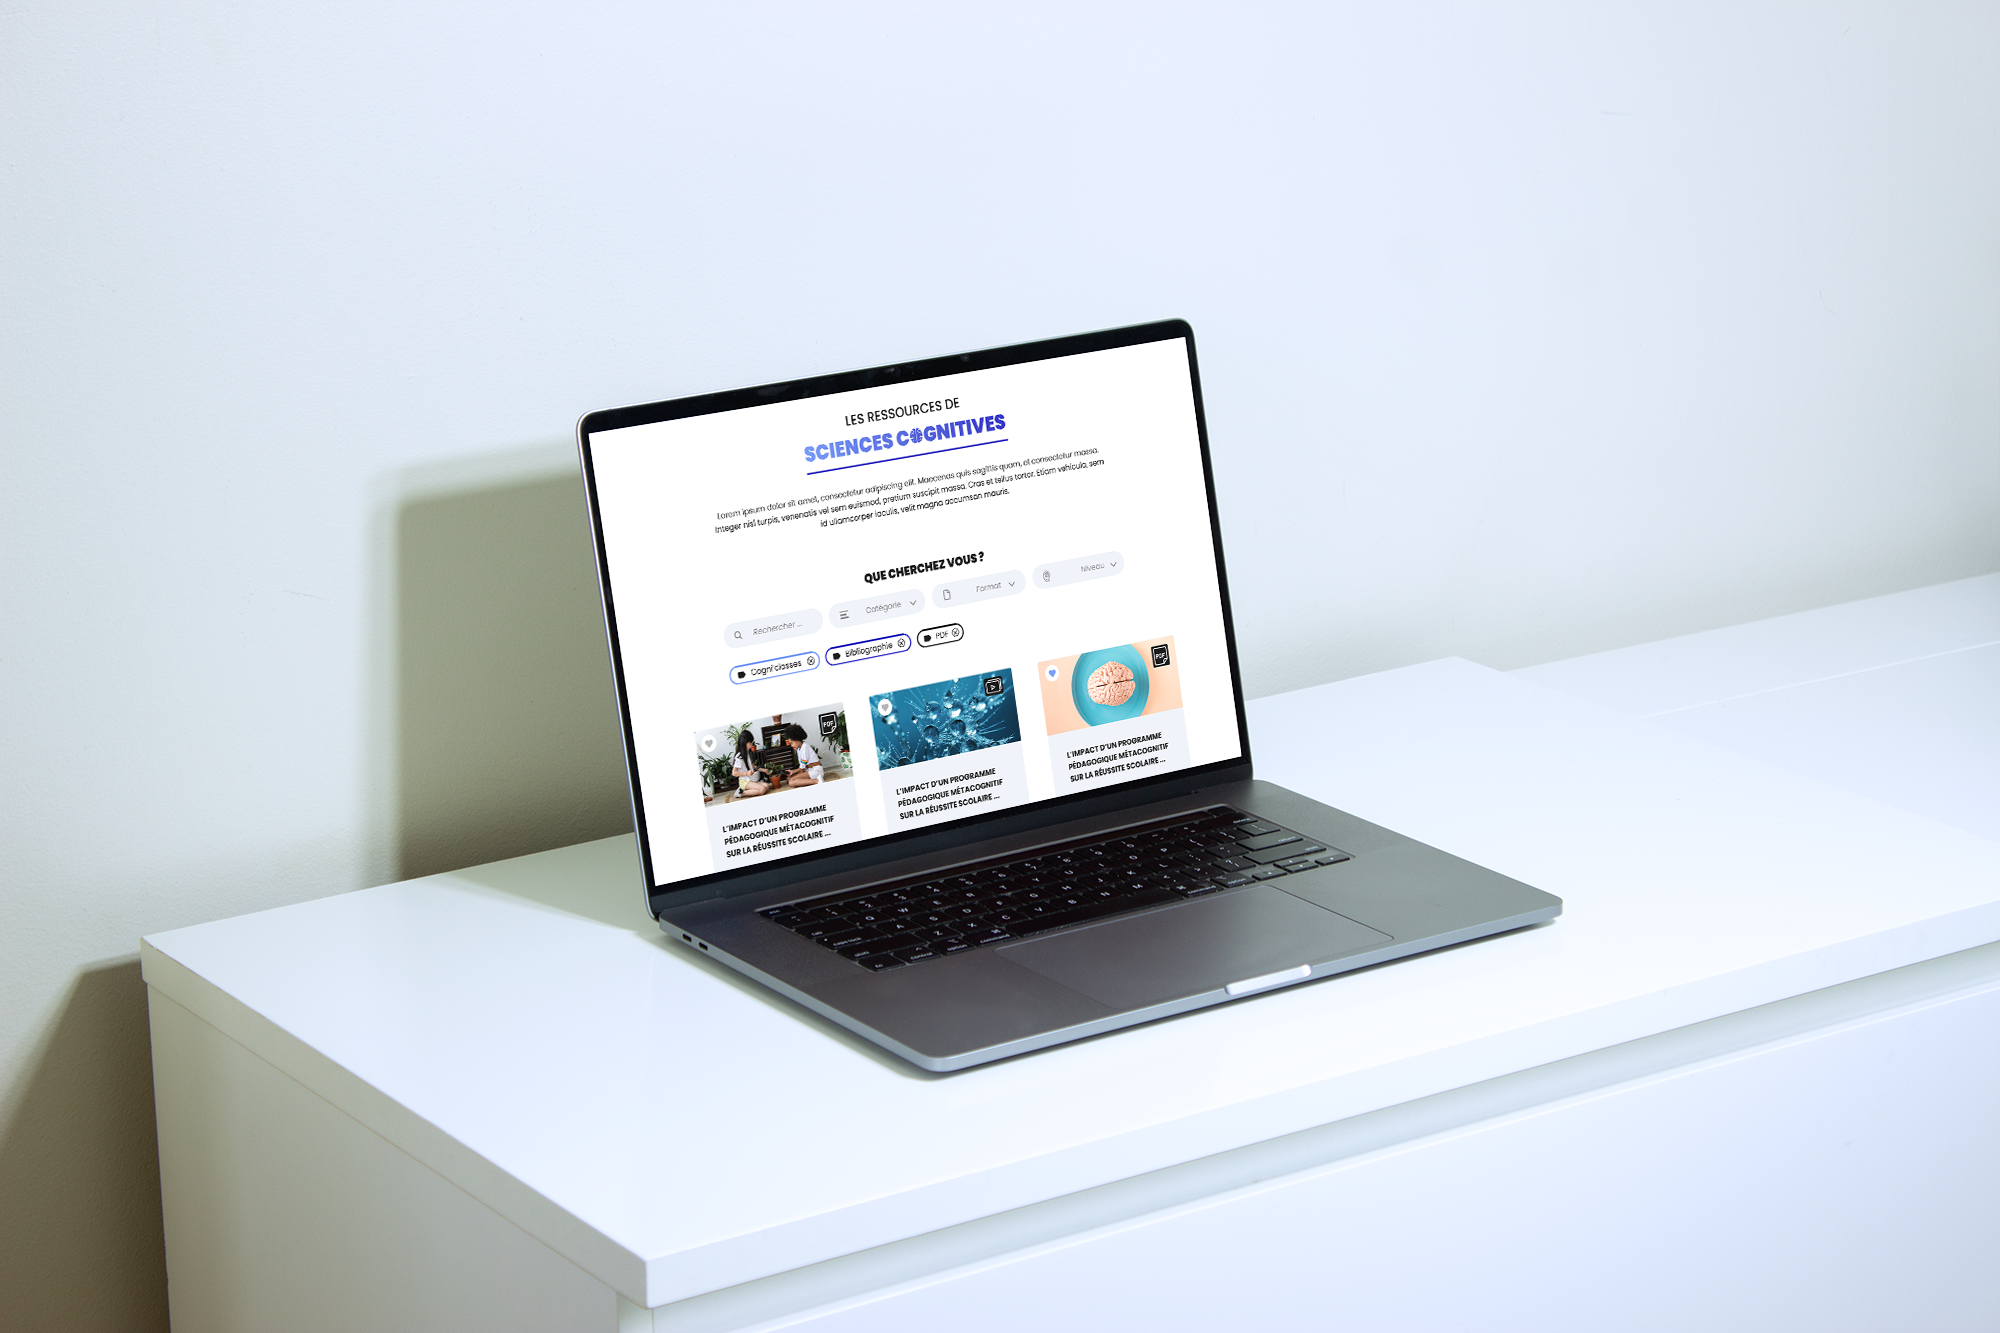 LES RESSOURCES DE
SCIENCES COGNITIVES
Lorem ipsum dolor sit amet, consectetur adipiscing elit. Maecenas quis sagittis quam, et consectetur massa.
Integer nisl turpis, venenatis vel sem euismod, pretium suscipit massa. Cras et tellus tortor. Etiam vehicula, sem
id ullamcorper iaculis, velit magna accumsan mauris.
QUE CHERCHEZ VOUS ?
Rechercher ...
Catégorie
Format
Niveau
Cogni'classes
Bibliographie
PDF
PDF
PDF
L'IMPACT D'UN PROGRAMME
PÉDAGOGIQUE MÉTACOGNITIF
SUR LA RÉUSSITE SCOLAIRE ...
L'IMPACT D'UN PROGRAMME
PÉDAGOGIQUE MÉTACOGNITIF
SUR LA RÉUSSITE SCOLAIRE ...
L'IMPACT D'UN PROGRAMME
PÉDAGOGIQUE MÉTACOGNITIF
SUR LA RÉUSSITE SCOLAIRE ...